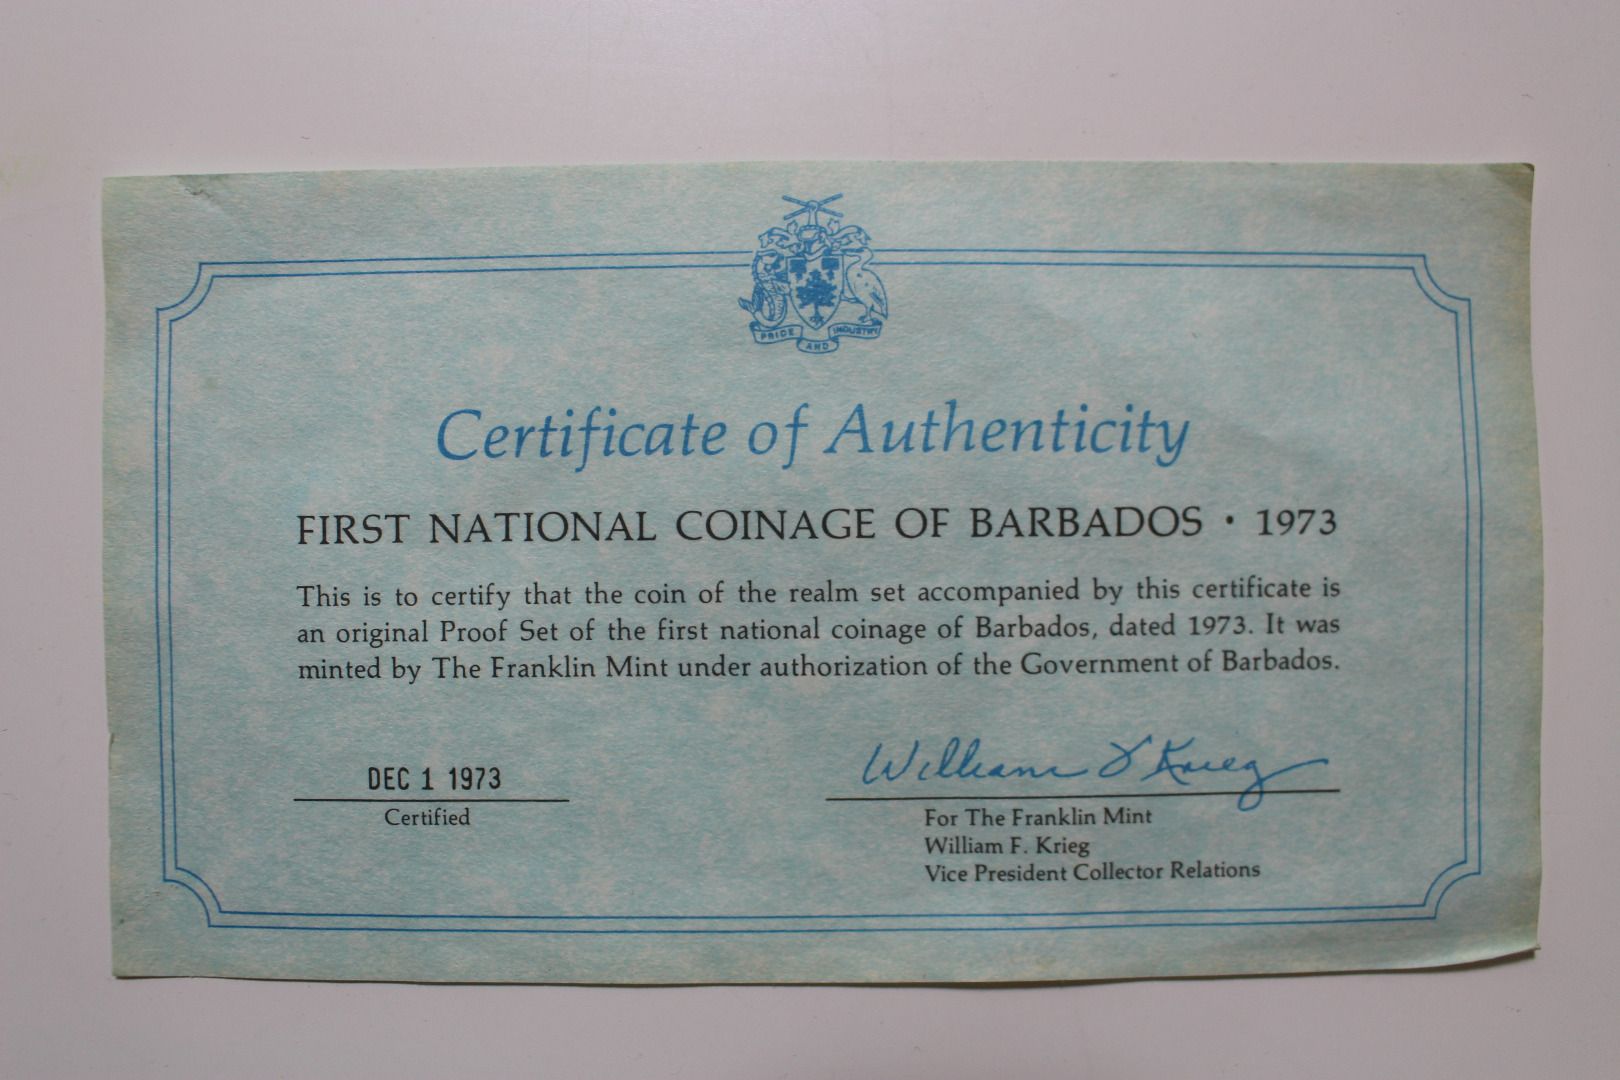 PRIDE AND INDUSTRY
Certificate of Authenticity
FIRST NATIONAL COINAGE OF BARBADOS • 1973
This is to certify that the coin of the realm set accompanied by this certificate is
an original Proof Set of the first national coinage of Barbados, dated 1973. It was
minted by The Franklin Mint under authorization of the Government of Barbados.
DEC 1 1973
Certified
William F Krieg
For The Franklin Mint
William F. Krieg
Vice President Collector Relations